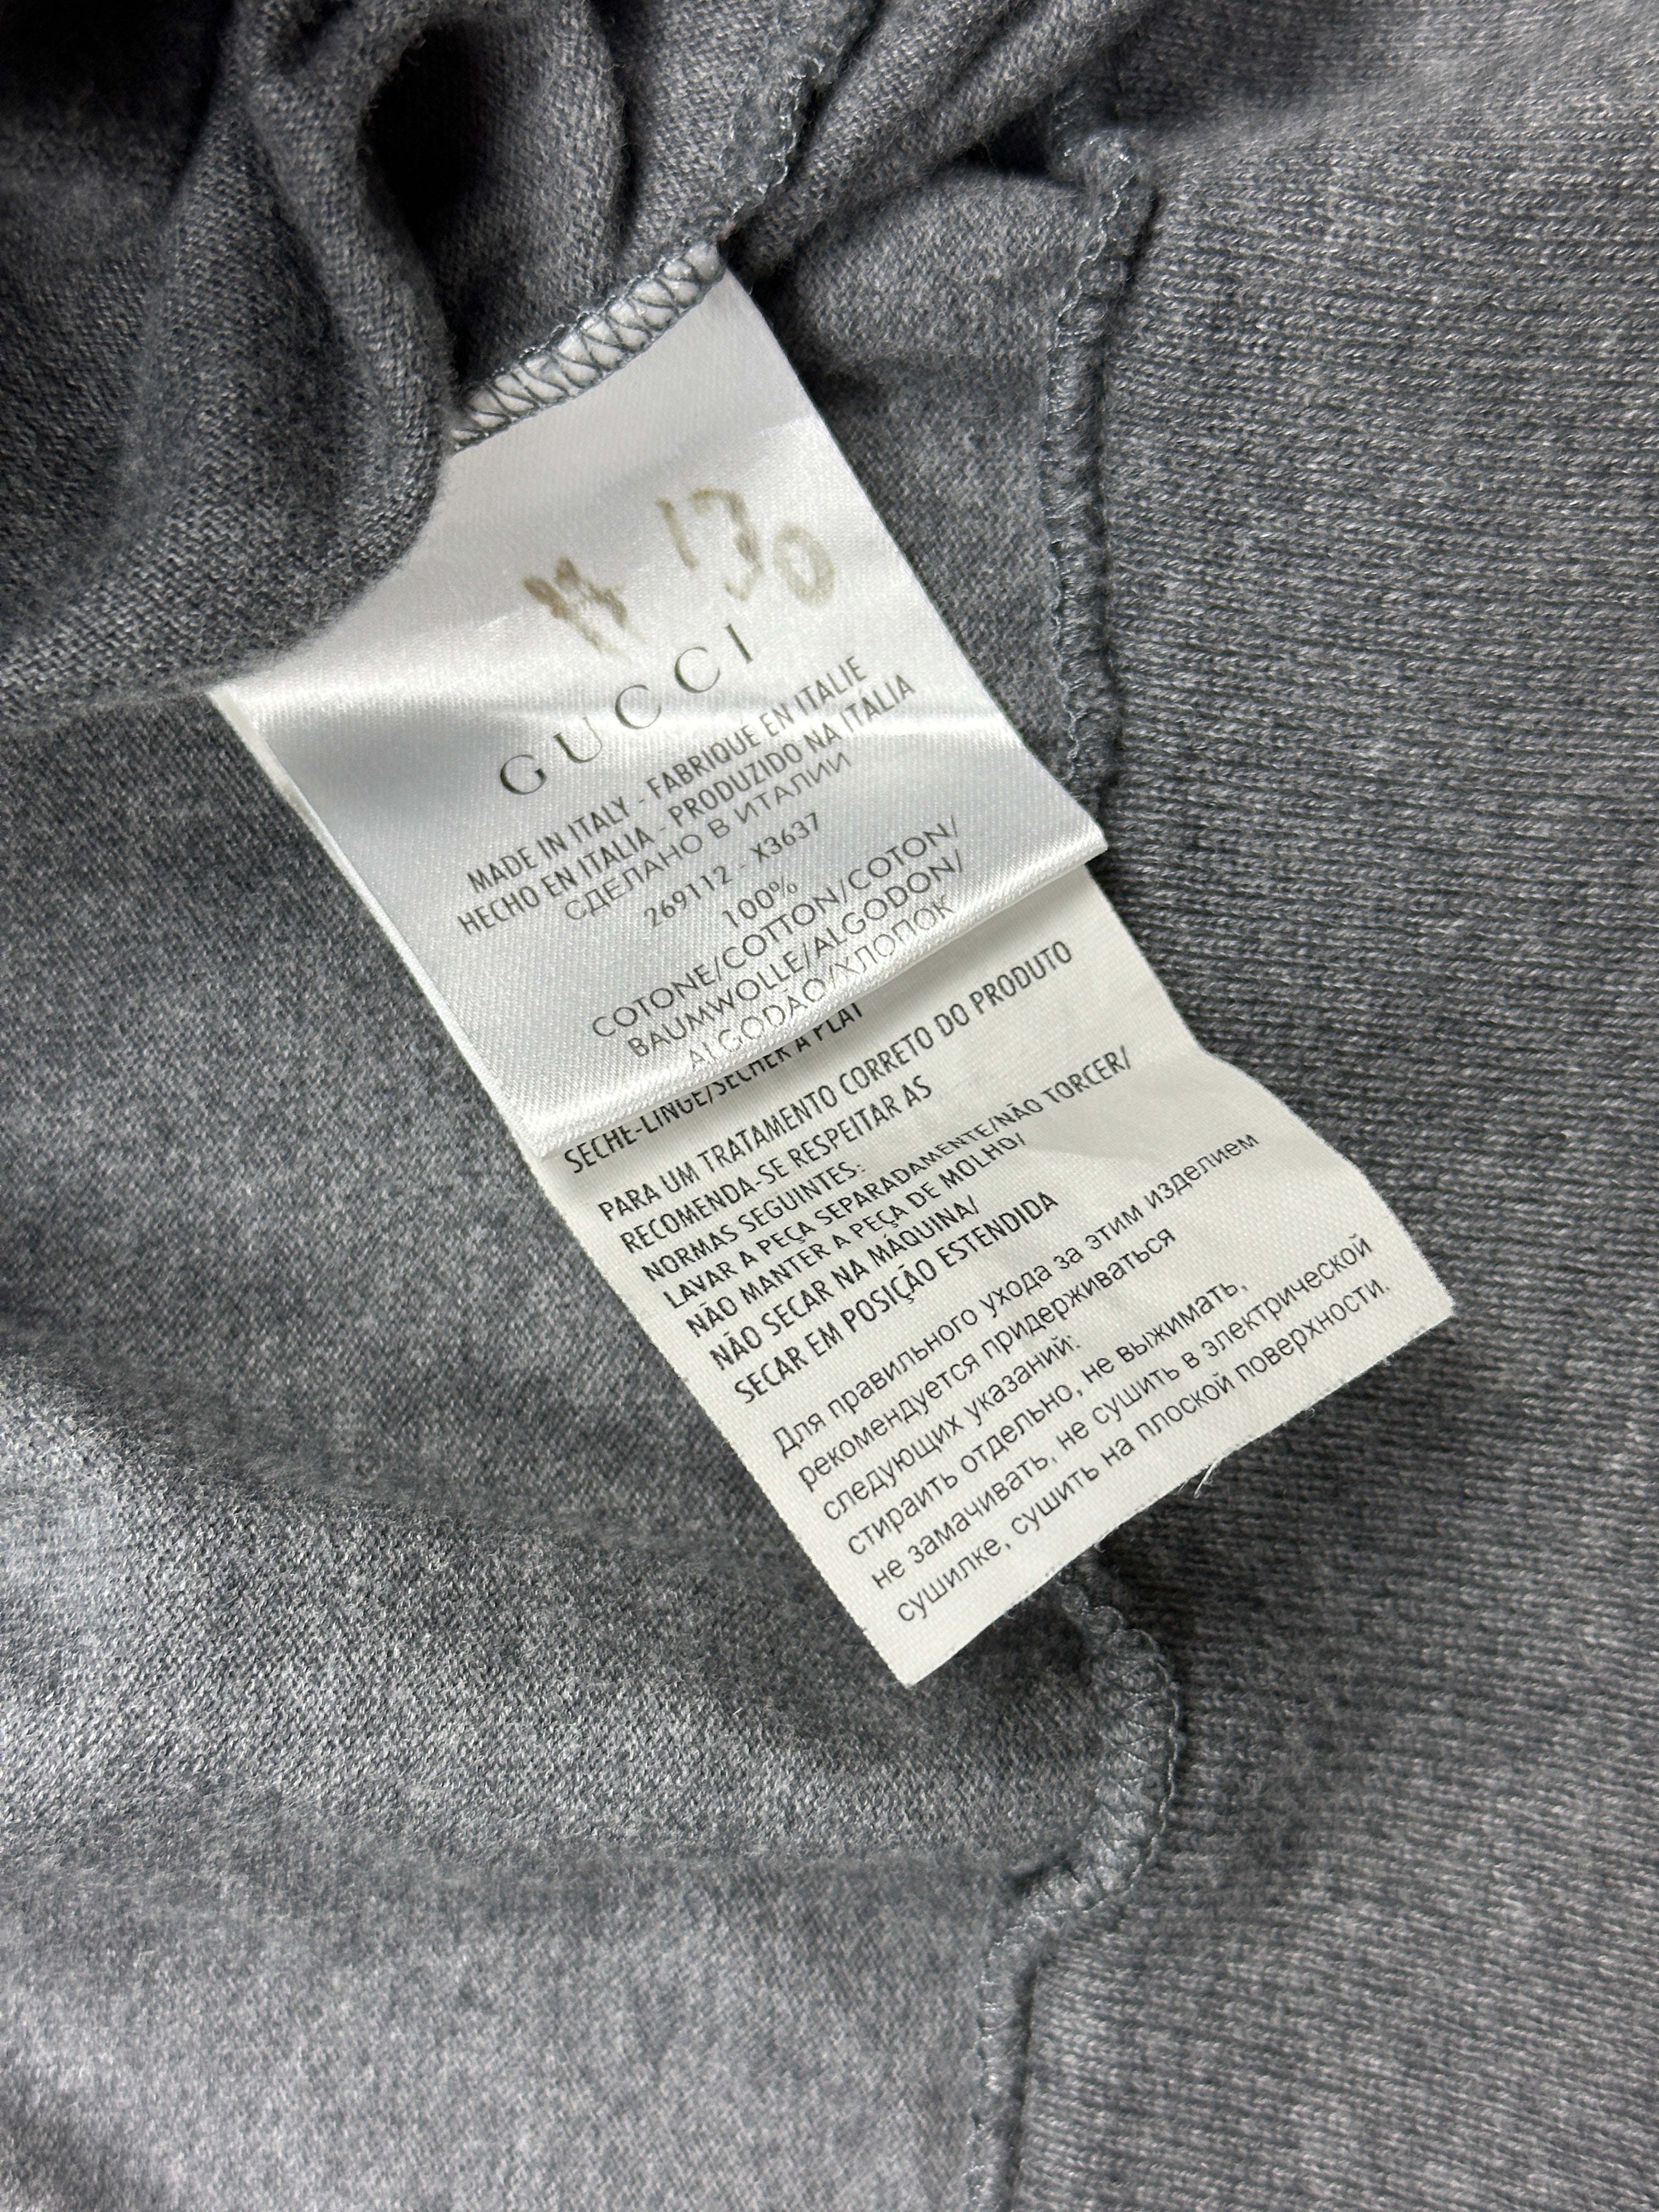 130
GUCCI
MADE IN ITALY - FABRIQUE EN ITALIE
HECHO EN ITALIA - PRODUZIDO NA ITÁLIA
СДЕЛАНО В ИТАЛИИ
269112 - X3637
100%
COTONE/COTTON/COTON/
BAUMWOLLE/ALGODON/
ALGODAO/ХЛОПОК
SECHE-LINGE/SECHER A PLAT
PARA UM TRATAMENTO CORRETO DO PRODUTO
RECOMENDA-SE RESPEITAR AS
NORMAS SEGUINTES:
LAVAR A PEÇA SEPARADAMENTE/NÃO TORCER/
NÃO MANTER A PEÇA DE MOLHO/
NÃO SECAR NA MÁQUINA/
SECAR EM POSIÇÃO ESTENDIDA
Для правильного ухода за этим изделием
рекомендуется придерживаться
следующих указаний:
стираить отдельно, не выжимать,
не замачивать, не сушить в электрической
сушилке, сушить на плоской поверхности.